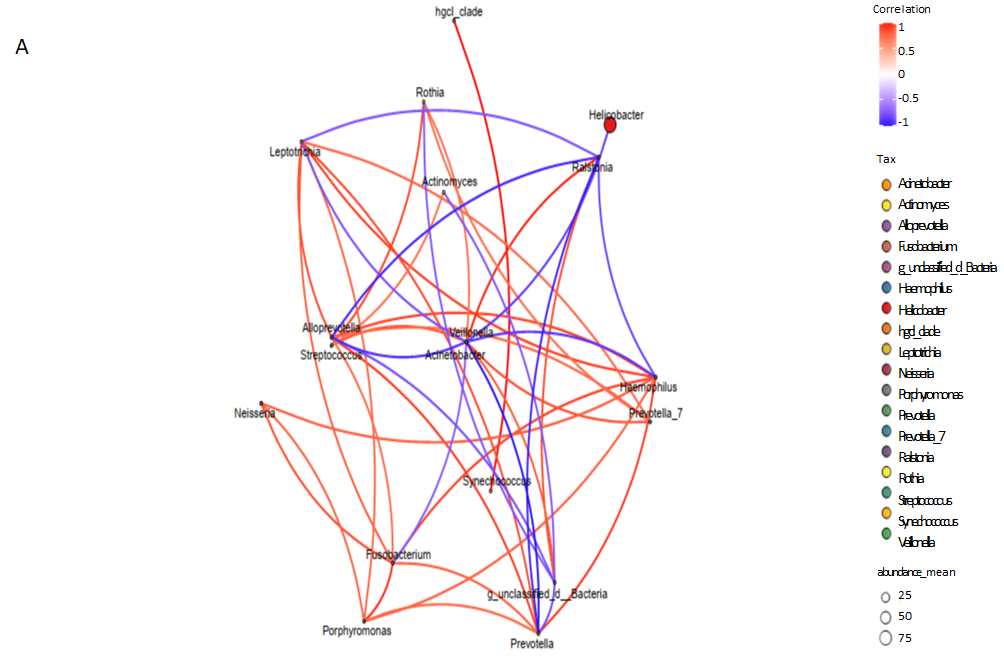 A
hgcl_clade
Rothia
Helicobacter
Leptotrichia
Ralstonia
Actinomyces
Alloprevotella
Veillonella
Streptococcus
Acinetobacter
Haemophilus
Neisseria
Prevotella_7
Synechococcus
Fusobacterium
g_unclassified_d__Bacteria
Porphyromonas
Prevotella
Correlation
1
0.5
0
-0.5
-1
Tax
Acinetobacter
Actinomyces
Alloprevotella
Fusobacterium
g_unclassified_d_Bacteria
Haemophilus
Helicobacter
hgcl_clade
Leptotrichia
Neisseria
Porphyromonas
Prevotella
Prevotella_7
Ralstonia
Rothia
Streptococcus
Synechococcus
Veillonella
abundance_mean
25
50
75